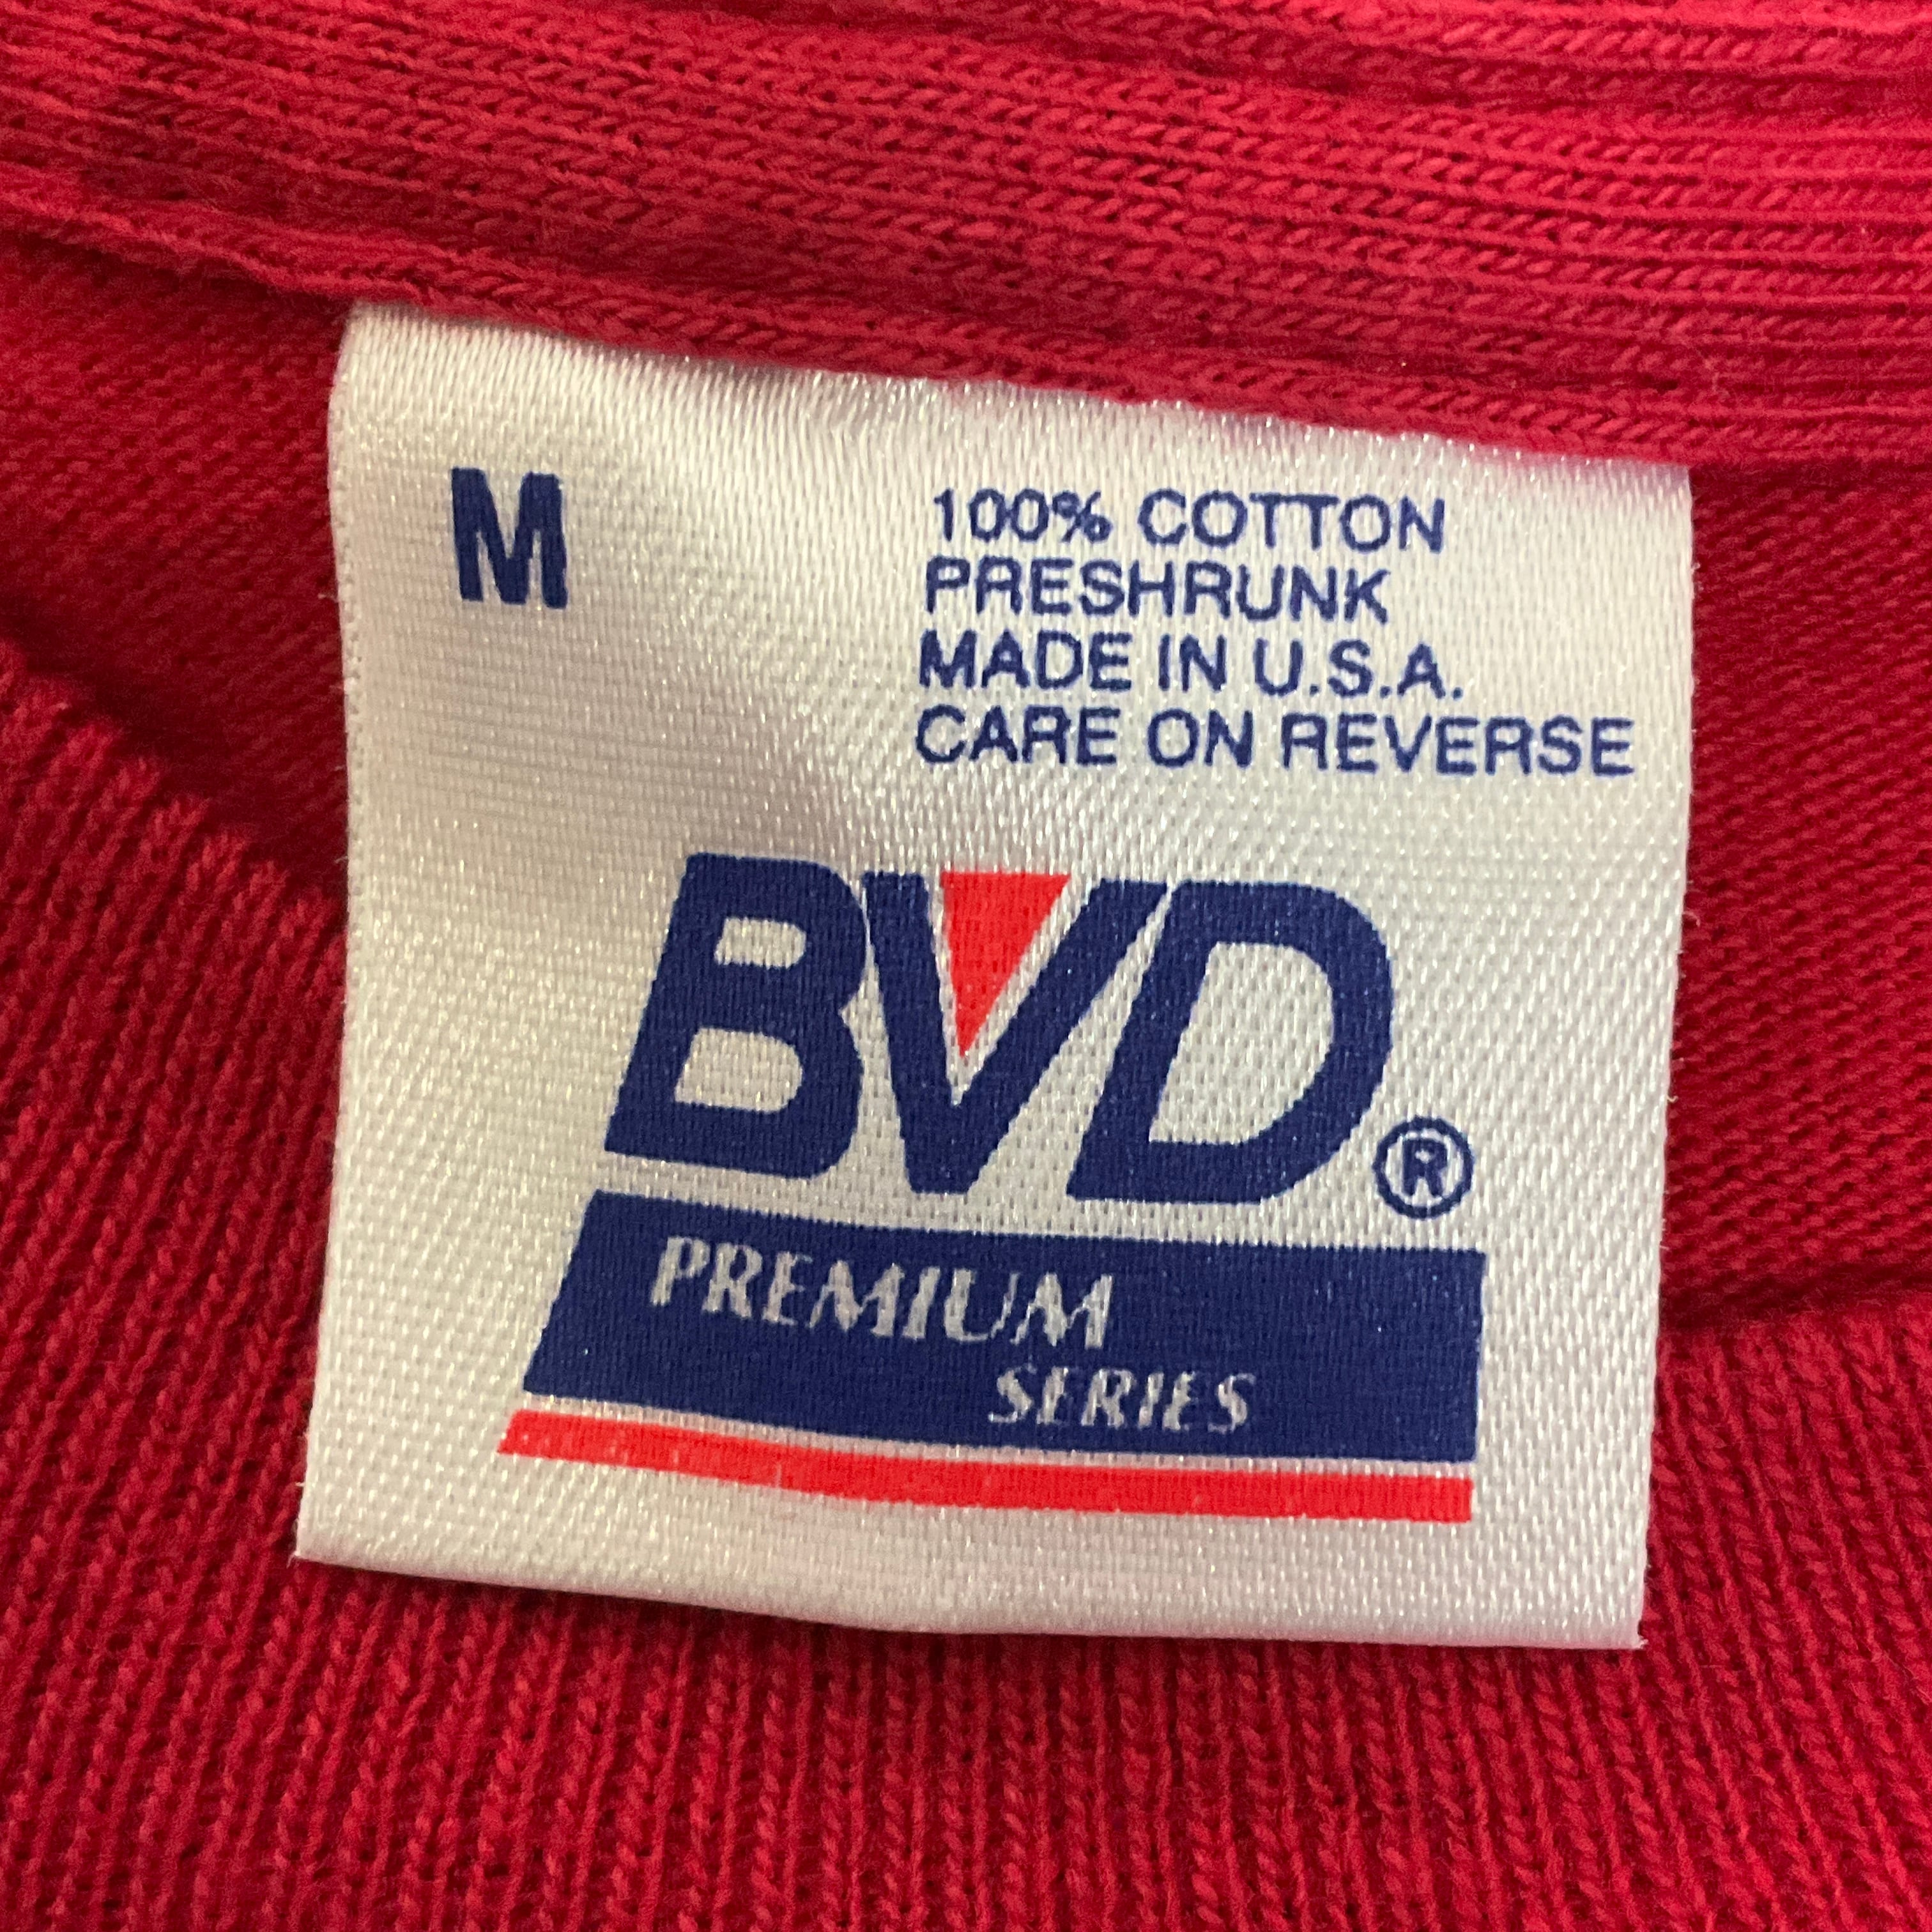 M
100% COTTON
PRESHRUNK
MADE IN U.S.A.
CARE ON REVERSE
BVD®
PREMIUM
SERIES